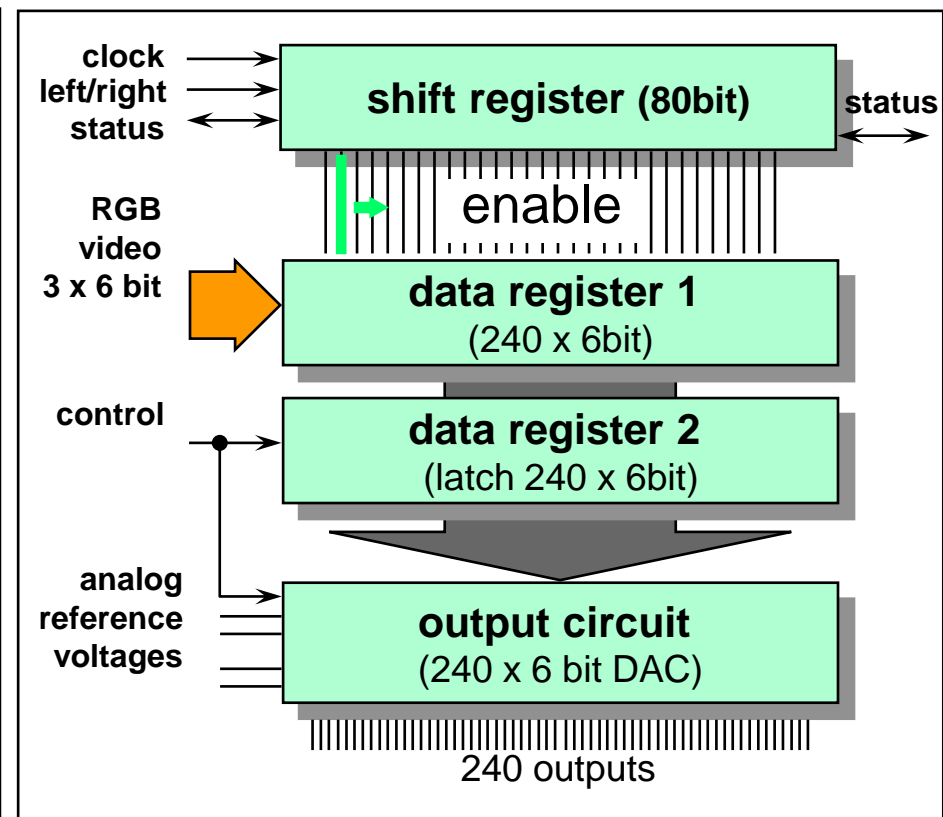 clock
left/right
status
shift register (80bit)
status
enable
RGB
video
3 x 6 bit
data register 1
(240 x 6bit)
control
data register 2
(latch 240 x 6bit)
analog
reference
voltages
output circuit
(240 x 6 bit DAC)
240 outputs